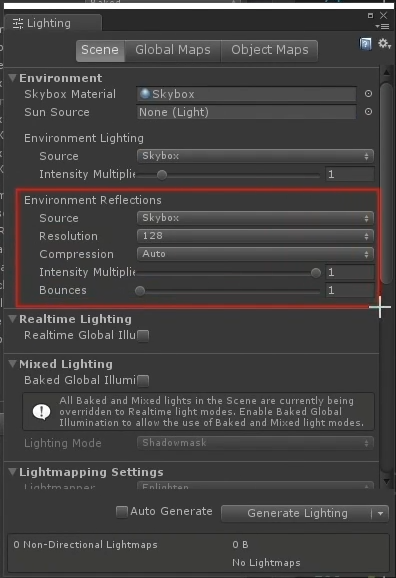 Lighting
Scene Global Maps Object Maps
Environment
Skybox Material Skybox
Sun Source None (Light)
Environment Lighting
Source Skybox
Intensity Multiplie 1
Environment Reflections
Source Skybox
Resolution 128
Compression Auto
Intensity Multiplie 1
Bounces 1
Realtime Lighting
Realtime Global Illu
Mixed Lighting
Baked Global Illumi
All Baked and Mixed lights in the Scene are currently being
overridden to Realtime light modes. Enable Baked Global
Illumination to allow the use of Baked and Mixed light modes.
Lighting Mode Shadowmask
Lightmapping Settings
Lightmapper Enlighten
Auto Generate Generate Lighting
0 Non-Directional Lightmaps 0 B
No Lightmaps